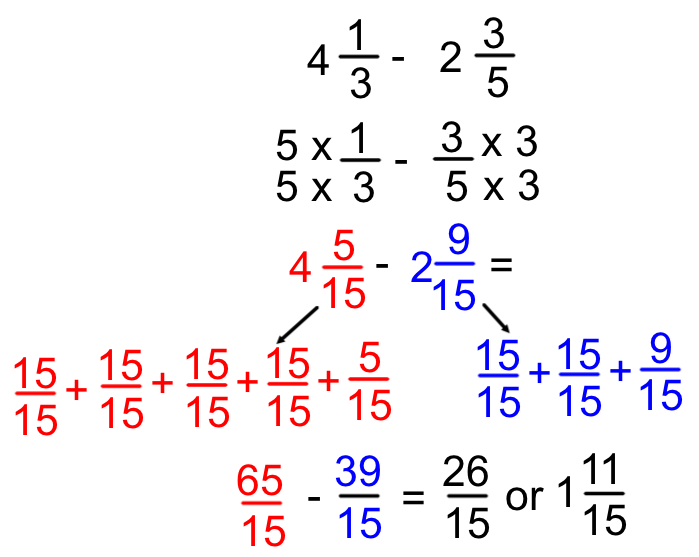 4 1/3 - 2 3/5
5 x 1/5 x 3 - 3 x 3/5 x 3
4 5/15 - 2 9/15 =
15/15 + 15/15 + 15/15 + 15/15 + 5/15 15/15 + 15/15 + 9/15
65/15 - 39/15 = 26/15 or 1 11/15